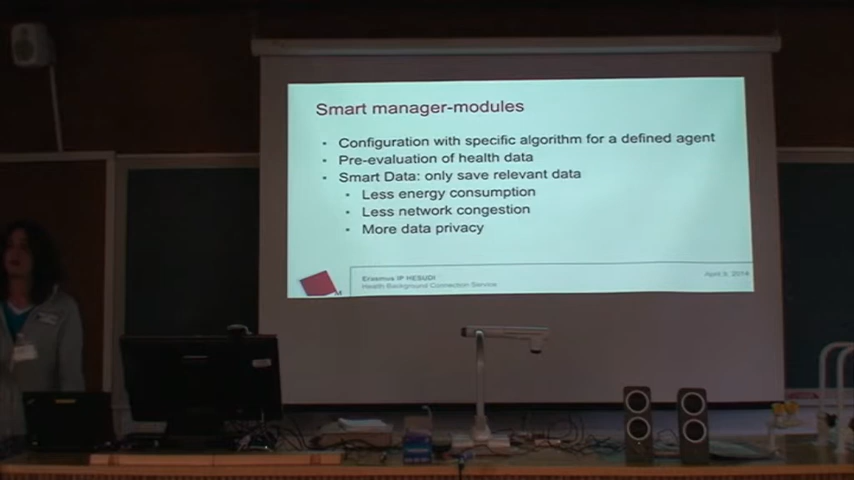 Smart manager-modules
• Configuration with specific algorithm for a defined agent
• Pre-evaluation of health data
• Smart Data: only save relevant data
• Less energy consumption
• Less network congestion
• More data privacy
Erasmus IP HESUDI
Health Background Connection Service
April 9, 2014
M